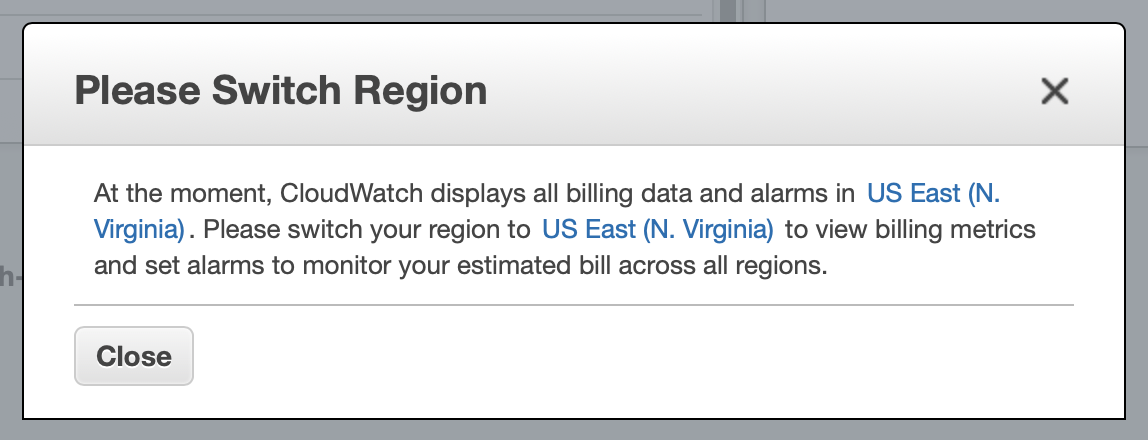 Please Switch Region
At the moment, CloudWatch displays all billing data and alarms in US East (N.
Virginia) . Please switch your region to US East (N. Virginia) to view billing metrics
and set alarms to monitor your estimated bill across all regions.
h-
Close